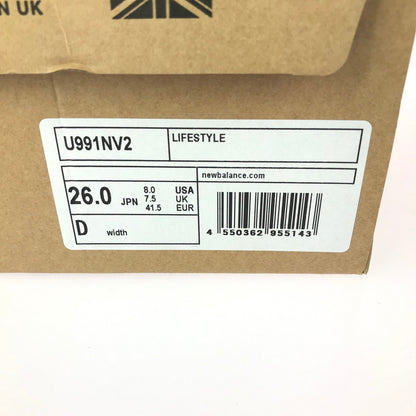 N UK
U991NV2 LIFESTYLE
newbalance.com
26.0 JPN 8.0 USA
7.5 UK
41.5 EUR
D width
4 550362 955143